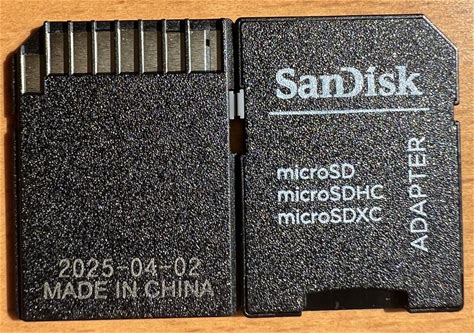 2025-04-02
MADE IN CHINA
SanDisk
microSD
microSDHC
microSDXC
ADAPTER